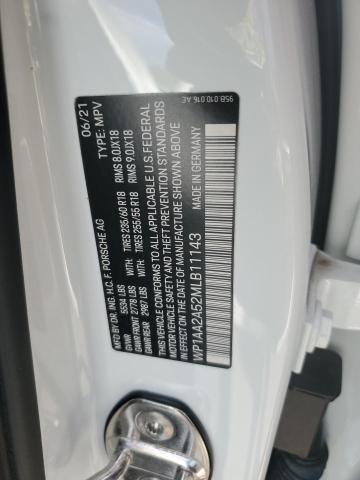 95B 010 016 AE
06/21
TYPE: MPV
MFD BY: DR. ING. H.C. F. PORSCHE AG
GVWR 5534 LBS
GAWR FRONT 2778 LBS WITH: TIRES 235/60 R18 RIMS 8.0JX18
GAWR REAR 2987 LBS WITH: TIRES 255/55 R18 RIMS 9.0JX18
THIS VEHICLE CONFORMS TO ALL APPLICABLE U.S. FEDERAL
MOTOR VEHICLE SAFETY, BUMPER AND THEFT PREVENTION STANDARDS
IN EFFECT ON THE DATE OF MANUFACTURE SHOWN ABOVE
WP1AA2A52MLB11143 MADE IN GERMANY